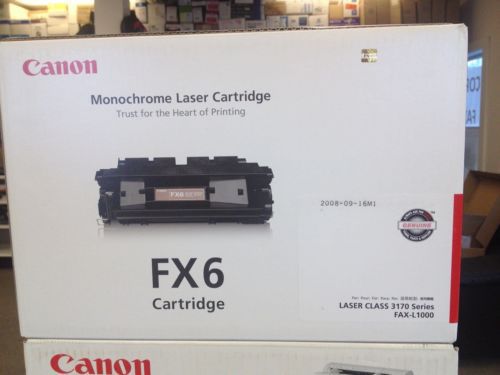 Canon
Monochrome Laser Cartridge
Trust for the Heart of Printing
FX6
2008-09-16M1
GENUINE
FX6
Cartridge
LASER CLASS 3170 Series
FAX-L1000
Canon